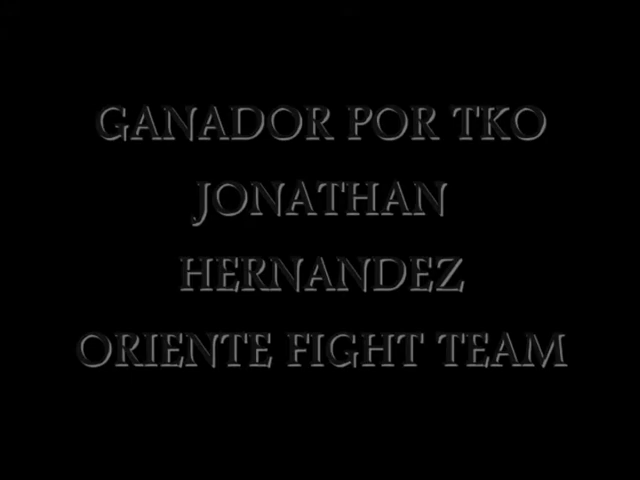 GANADOR POR TKO
JONATHAN
HERNANDEZ
ORIENTE FIGHT TEAM